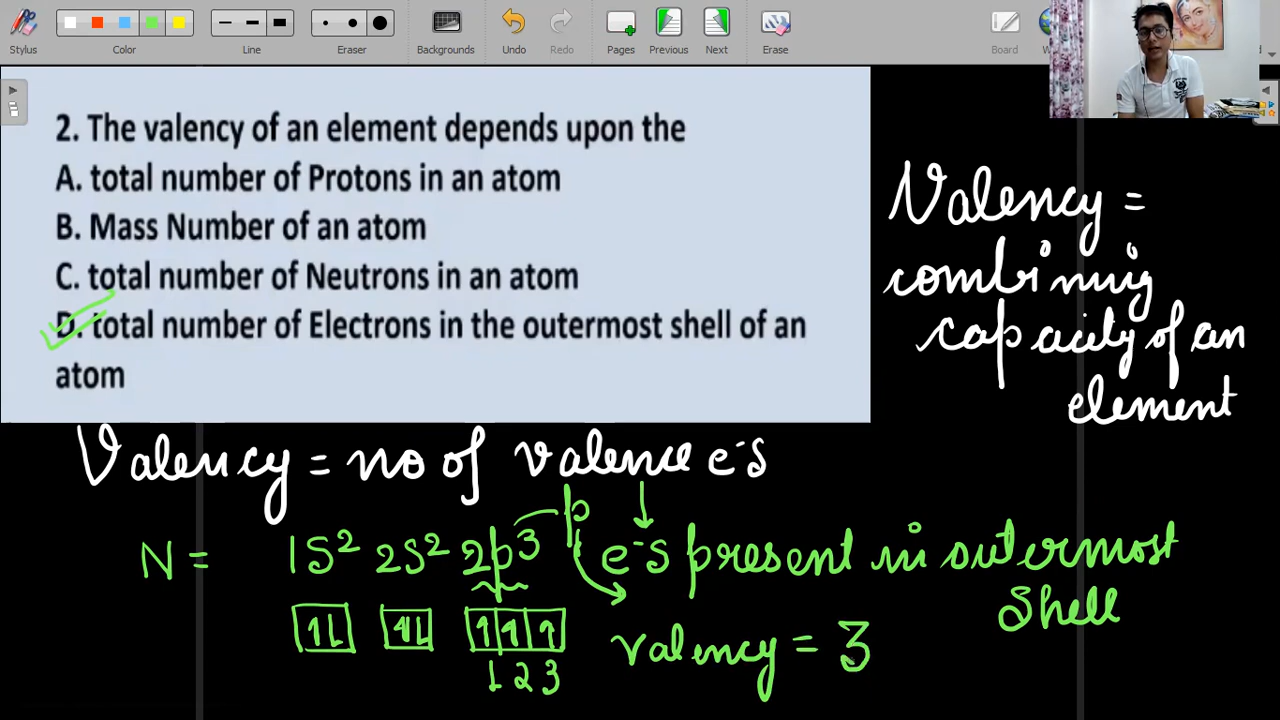 Stylus Color Line Eraser Backgrounds Undo Redo Pages Previous Next Erase Board
2. The valency of an element depends upon the
A. total number of Protons in an atom
B. Mass Number of an atom
C. total number of Neutrons in an atom
D. total number of Electrons in the outermost shell of an
atom
Valency =
combining
capacity of an
element
Valency = no of valence e-s
p
N = 1S² 2S² 2p³ e-s present in outermost
shell
valency = 3
1 2 3